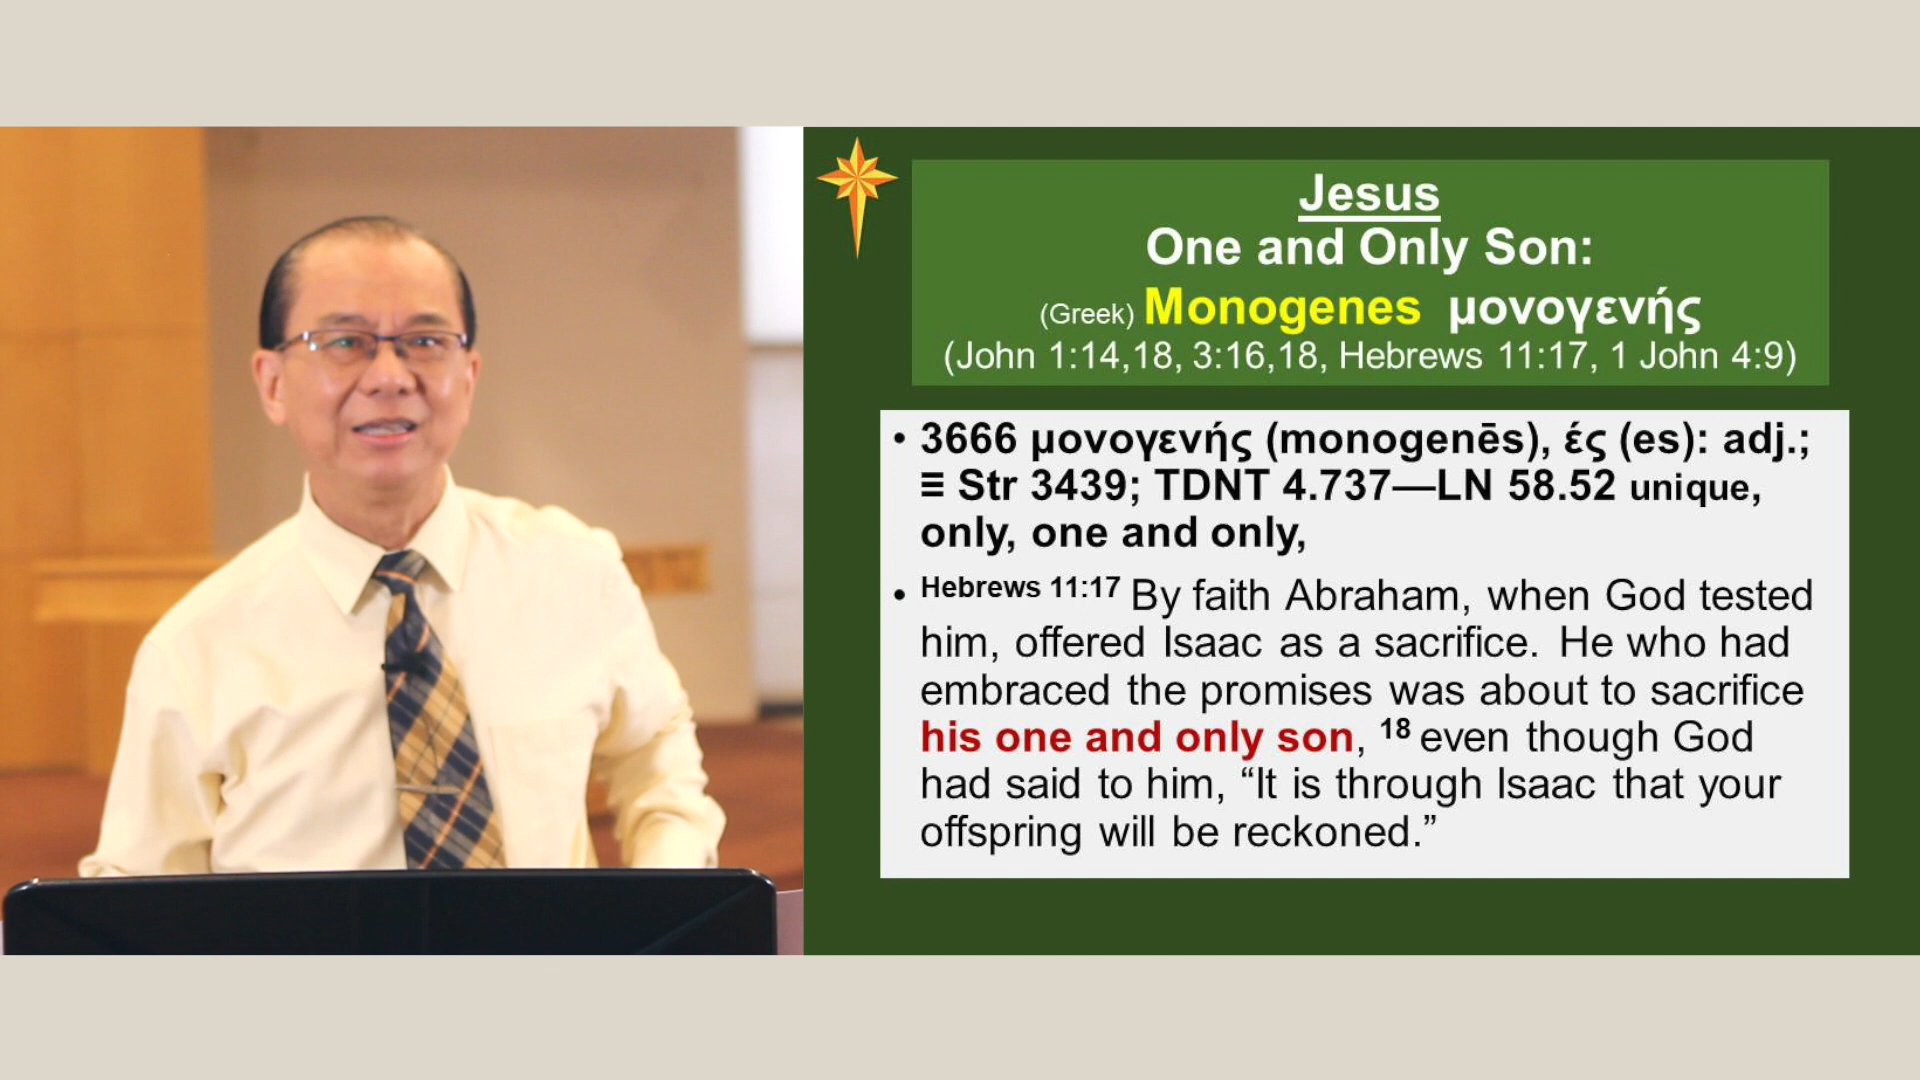 Jesus
One and Only Son:
(Greek) Monogenes μονογενής
(John 1:14,18, 3:16,18, Hebrews 11:17, 1 John 4:9)
• 3666 μονογενής (monogenēs), ές (es): adj.;
≡ Str 3439; TDNT 4.737—LN 58.52 unique,
only, one and only,
• Hebrews 11:17 By faith Abraham, when God tested
him, offered Isaac as a sacrifice. He who had
embraced the promises was about to sacrifice
his one and only son, 18 even though God
had said to him, “It is through Isaac that your
offspring will be reckoned.”